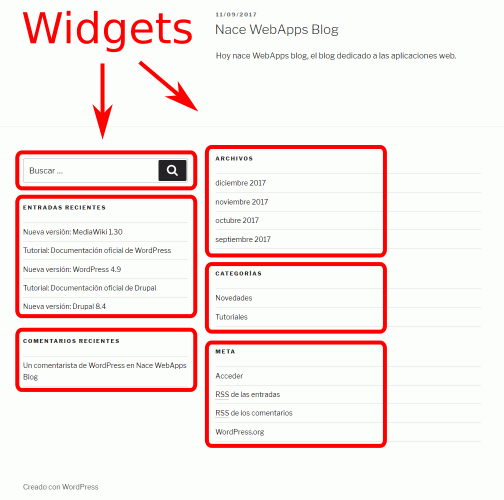 Widgets
11/09/2017
Nace WebApps Blog
Hoy nace WebApps blog, el blog dedicado a las aplicaciones web.
Buscar ...
ENTRADAS RECIENTES
Nueva versión: MediaWiki 1.30
Tutorial: Documentación oficial de WordPress
Nueva versión: WordPress 4.9
Tutorial: Documentación oficial de Drupal
Nueva versión: Drupal 8.4
COMENTARIOS RECIENTES
Un comentarista de WordPress en Nace WebApps
Blog
ARCHIVOS
diciembre 2017
noviembre 2017
octubre 2017
septiembre 2017
CATEGORÍAS
Novedades
Tutoriales
META
Acceder
RSS de las entradas
RSS de los comentarios
WordPress.org
Creado con WordPress